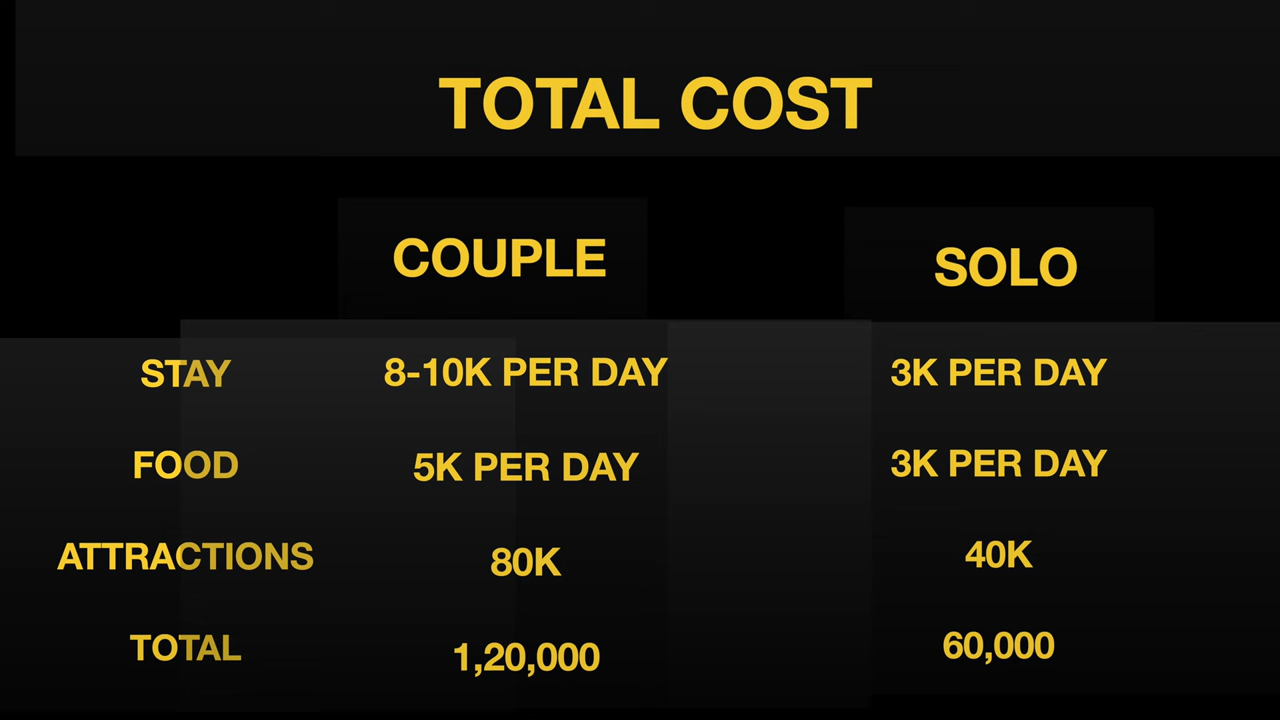 TOTAL COST
COUPLE SOLO
STAY 8-10K PER DAY 3K PER DAY
FOOD 5K PER DAY 3K PER DAY
ATTRACTIONS 80K 40K
TOTAL 1,20,000 60,000